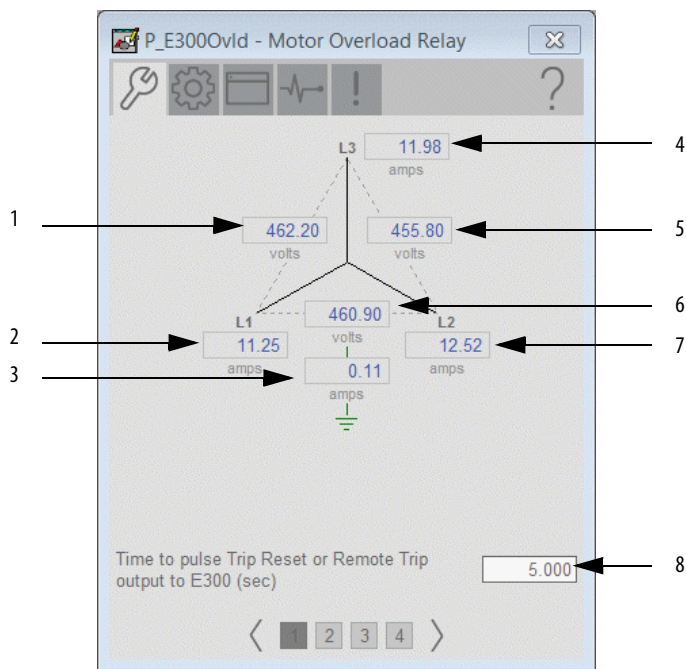 P_E300Ovld - Motor Overload Relay
?
L3 11.98 4
amps
1 462.20 455.80 5
volts volts
460.90 6
L1 volts L2
2 11.25 12.52 7
amps amps
3 0.11
amps
Time to pulse Trip Reset or Remote Trip
output to E300 (sec)
5.000 8
1 2 3 4